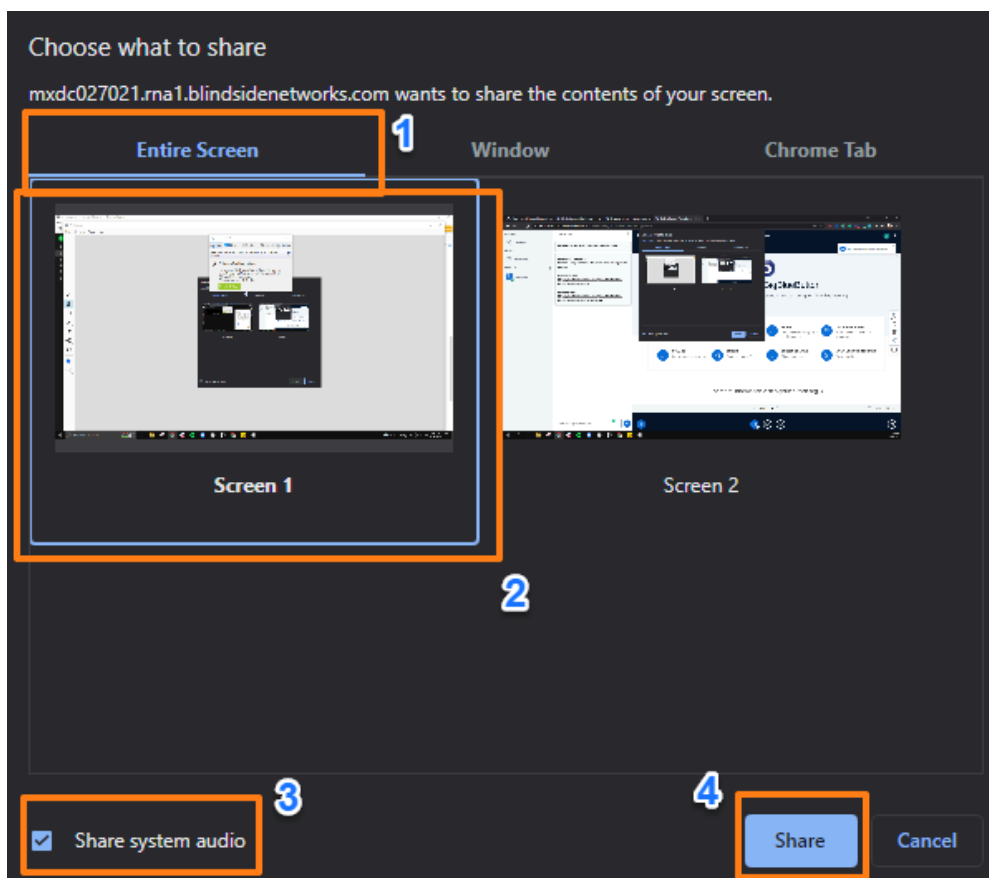 Choose what to share
mxdc027021.rna1.blindsidenetworks.com wants to share the contents of your screen.
1
Entire Screen
Window
Chrome Tab
Screen 1
Screen 2
2
3
4
Share system audio
Share
Cancel